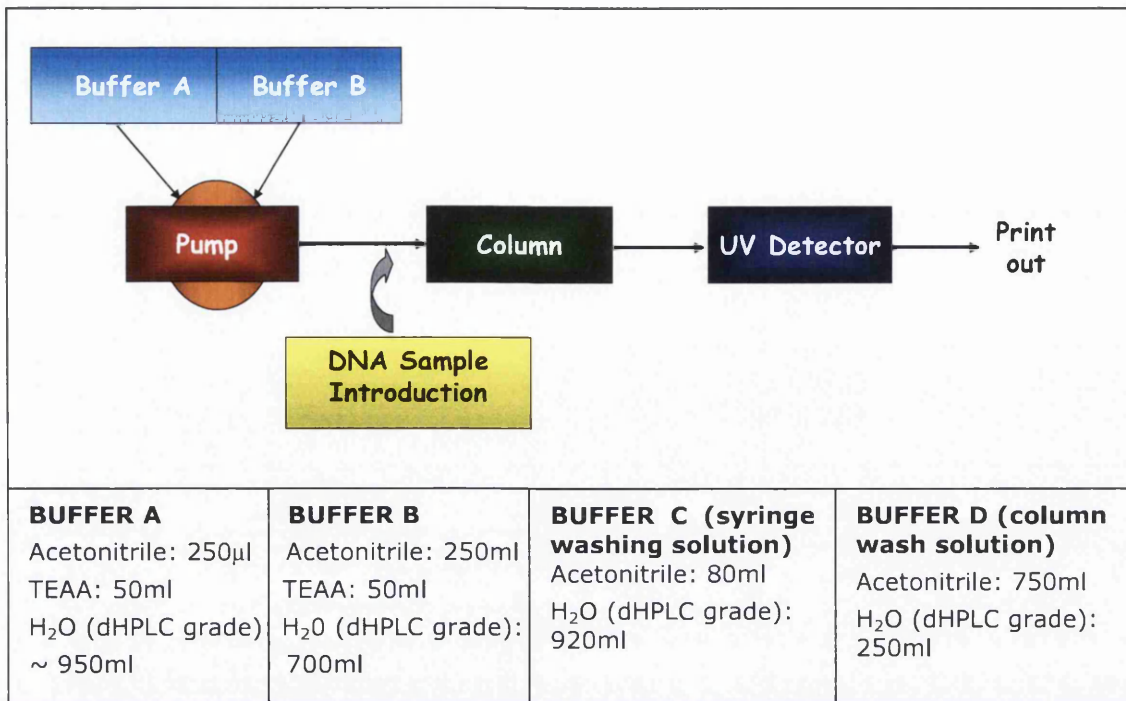 Buffer A
Buffer B
Pump
Column
UV Detector
Print
out
DNA Sample
Introduction
BUFFER A
Acetonitrile: 250µl
TEAA: 50ml
H₂O (dHPLC grade)
~ 950ml
BUFFER B
Acetonitrile: 250ml
TEAA: 50ml
H₂0 (dHPLC grade):
700ml
BUFFER C (syringe
washing solution)
Acetonitrile: 80ml
H₂O (dHPLC grade):
920ml
BUFFER D (column
wash solution)
Acetonitrile: 750ml
H₂O (dHPLC grade):
250ml